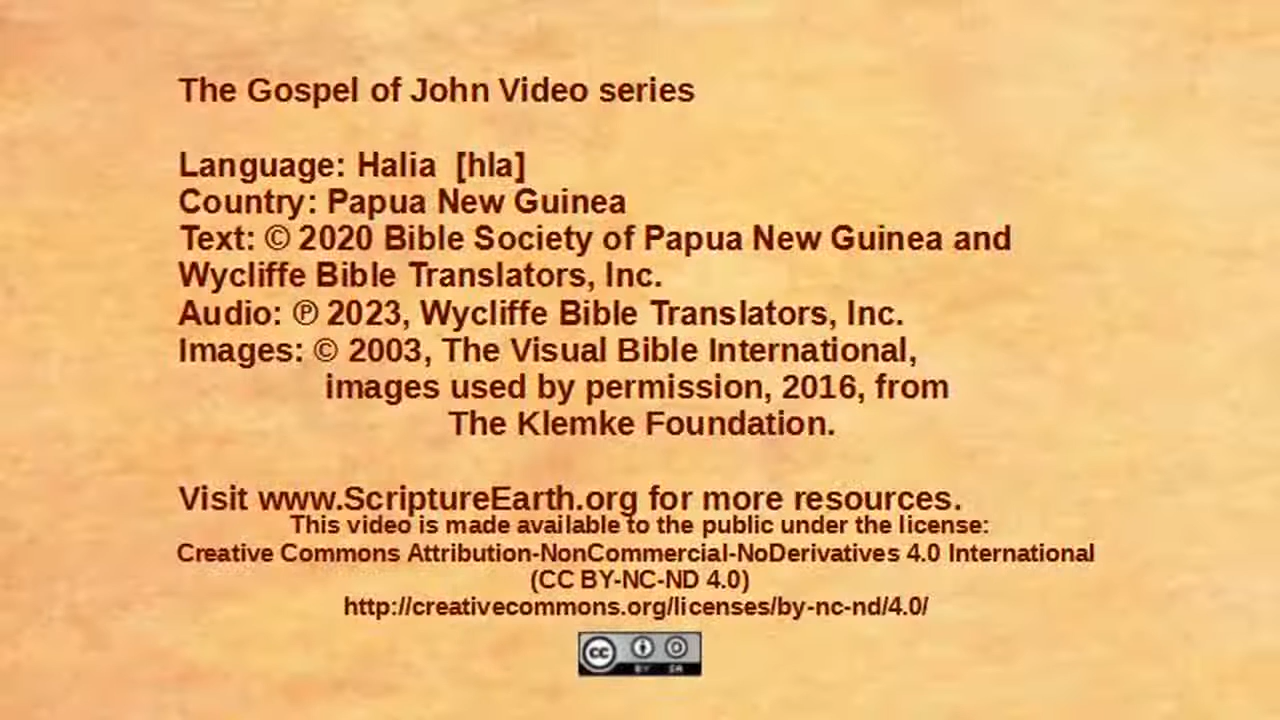 The Gospel of John Video series
Language: Halia [hla]
Country: Papua New Guinea
Text: © 2020 Bible Society of Papua New Guinea and
Wycliffe Bible Translators, Inc.
Audio: ℗ 2023, Wycliffe Bible Translators, Inc.
Images: © 2003, The Visual Bible International,
images used by permission, 2016, from
The Klemke Foundation.
Visit www.ScriptureEarth.org for more resources.
This video is made available to the public under the license:
Creative Commons Attribution-NonCommercial-NoDerivatives 4.0 International
(CC BY-NC-ND 4.0)
http://creativecommons.org/licenses/by-nc-nd/4.0/
cc BY SA